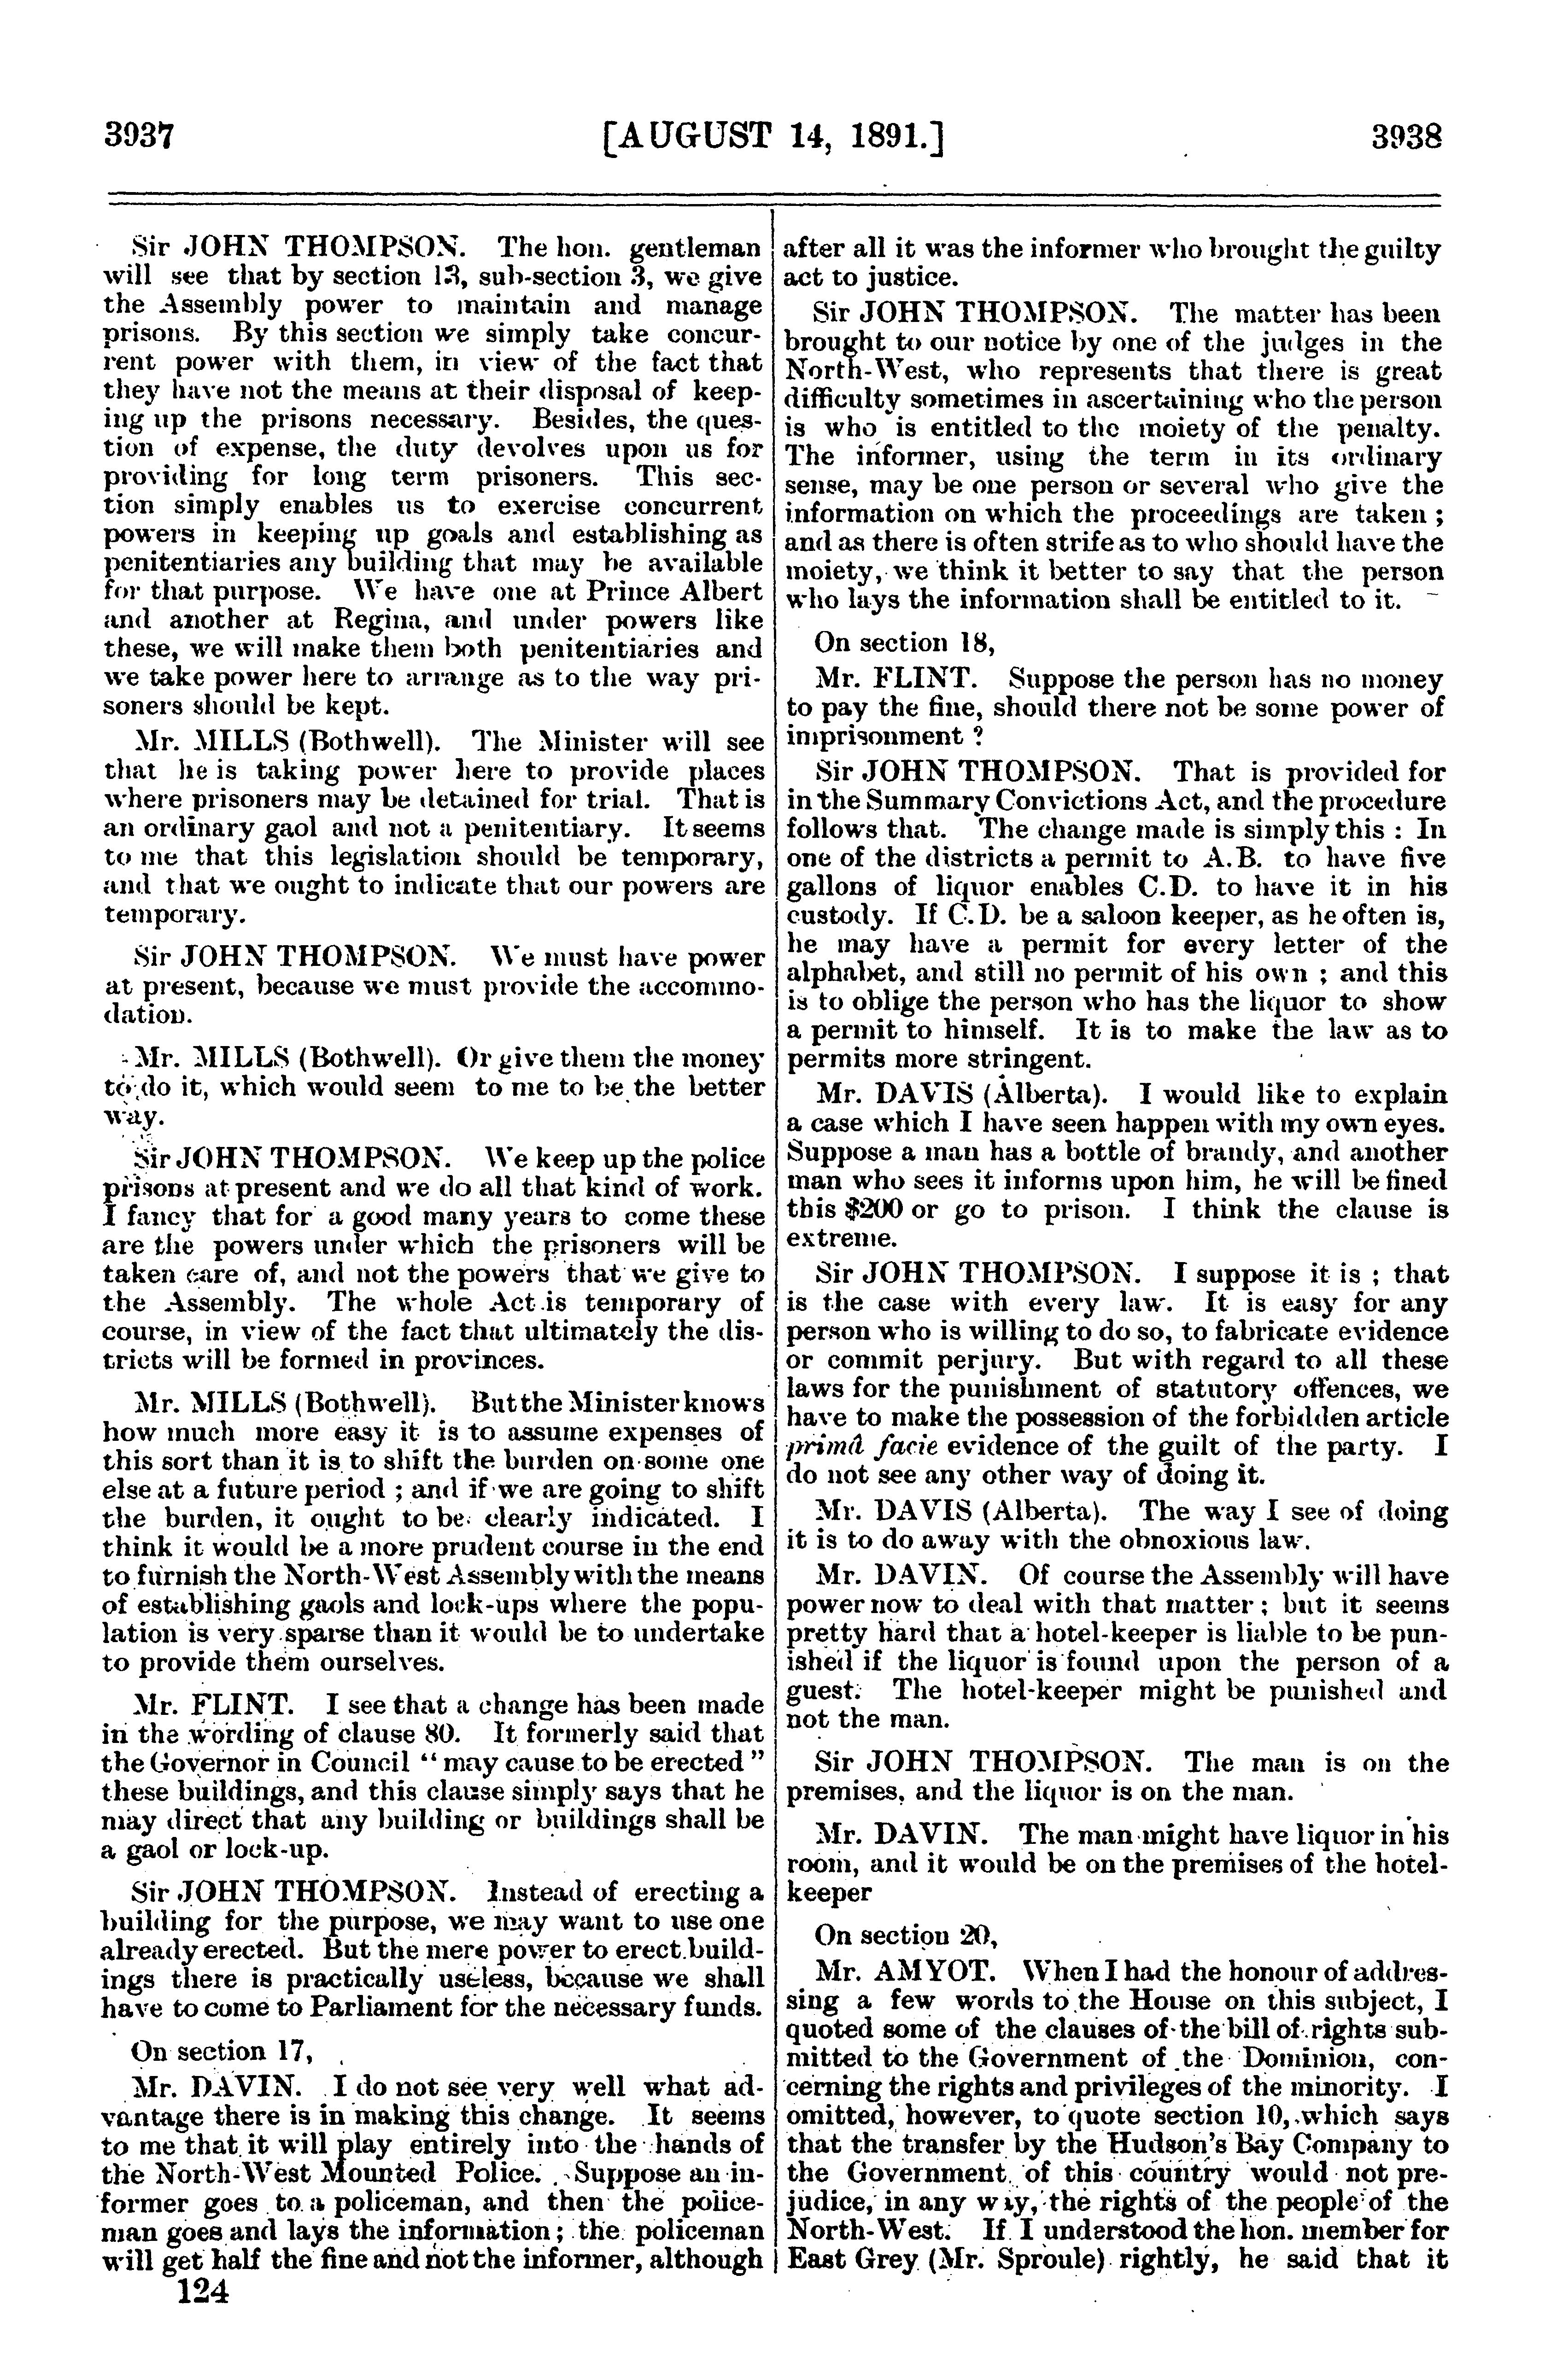 3937 [AUGUST 14, 1891.] 3938
Sir JOHN THOMPSON. The hon. gentleman
will see that by section 13, sub-section 3, we give
the Assembly power to maintain and manage
prisons. By this section we simply take concur-
rent power with them, in view of the fact that
they have not the means at their disposal of keep-
ing up the prisons necessary. Besides, the ques-
tion of expense, the duty devolves upon us for
providing for long term prisoners. This sec-
tion simply enables us to exercise concurrent
powers in keeping up goals and establishing as
penitentiaries any building that may be available
for that purpose. We have one at Prince Albert
and another at Regina, and under powers like
these, we will make them both penitentiaries and
we take power here to arrange as to the way pri-
soners should be kept.
Mr. MILLS (Bothwell). The Minister will see
that he is taking power here to provide places
where prisoners may be detained for trial. That is
an ordinary gaol and not a penitentiary. It seems
to me that this legislation should be temporary,
and that we ought to indicate that our powers are
temporary.
Sir JOHN THOMPSON. We must have power
at present, because we must provide the accommo-
dation.
Mr. MILLS (Bothwell). Or give them the money
to do it, which would seem to me to be the better
way.
Sir JOHN THOMPSON. We keep up the police
prisons at present and we do all that kind of work.
I fancy that for a good many years to come these
are the powers under which the prisoners will be
taken care of, and not the powers that we give to
the Assembly. The whole Act is temporary of
course, in view of the fact that ultimately the dis-
tricts will be formed in provinces.
Mr. MILLS (Bothwell). But the Minister knows
how much more easy it is to assume expenses of
this sort than it is to shift the burden on some one
else at a future period ; and if we are going to shift
the burden, it ought to be clearly indicated. I
think it would be a more prudent course in the end
to furnish the North-West Assembly with the means
of establishing gaols and lock-ups where the popu-
lation is very sparse than it would be to undertake
to provide them ourselves.
Mr. FLINT. I see that a change has been made
in the wording of clause 80. It formerly said that
the Governor in Council “ may cause to be erected ”
these buildings, and this clause simply says that he
may direct that any building or buildings shall be
a gaol or lock-up.
Sir JOHN THOMPSON. Instead of erecting a
building for the purpose, we may want to use one
already erected. But the mere power to erect build-
ings there is practically useless, because we shall
have to come to Parliament for the necessary funds.
On section 17,
Mr. DAVIN. I do not see very well what ad-
vantage there is in making this change. It seems
to me that it will play entirely into the hands of
the North-West Mounted Police. Suppose an in-
former goes to a policeman, and then the police-
man goes and lays the information ; the policeman
will get half the fine and not the informer, although
124
after all it was the informer who brought the guilty
act to justice.
Sir JOHN THOMPSON. The matter has been
brought to our notice by one of the judges in the
North-West, who represents that there is great
difficulty sometimes in ascertaining who the person
is who is entitled to the moiety of the penalty.
The informer, using the term in its ordinary
sense, may be one person or several who give the
information on which the proceedings are taken ;
and as there is often strife as to who should have the
moiety, we think it better to say that the person
who lays the information shall be entitled to it.
On section 18,
Mr. FLINT. Suppose the person has no money
to pay the fine, should there not be some power of
imprisonment ?
Sir JOHN THOMPSON. That is provided for
in the Summary Convictions Act, and the procedure
follows that. The change made is simply this : In
one of the districts a permit to A.B. to have five
gallons of liquor enables C.D. to have it in his
custody. If C.D. be a saloon keeper, as he often is,
he may have a permit for every letter of the
alphabet, and still no permit of his own ; and this
is to oblige the person who has the liquor to show
a permit to himself. It is to make the law as to
permits more stringent.
Mr. DAVIS (Alberta). I would like to explain
a case which I have seen happen with my own eyes.
Suppose a man has a bottle of brandy, and another
man who sees it informs upon him, he will be fined
this $200 or go to prison. I think the clause is
extreme.
Sir JOHN THOMPSON. I suppose it is ; that
is the case with every law. It is easy for any
person who is willing to do so, to fabricate evidence
or commit perjury. But with regard to all these
laws for the punishment of statutory offences, we
have to make the possession of the forbidden article
primâ facie evidence of the guilt of the party. I
do not see any other way of doing it.
Mr. DAVIS (Alberta). The way I see of doing
it is to do away with the obnoxious law.
Mr. DAVIN. Of course the Assembly will have
power now to deal with that matter ; but it seems
pretty hard that a hotel-keeper is liable to be pun-
ished if the liquor is found upon the person of a
guest. The hotel-keeper might be punished and
not the man.
Sir JOHN THOMPSON. The man is on the
premises, and the liquor is on the man.
Mr. DAVIN. The man might have liquor in his
room, and it would be on the premises of the hotel-
keeper
On section 20,
Mr. AMYOT. When I had the honour of addres-
sing a few words to the House on this subject, I
quoted some of the clauses of the bill of rights sub-
mitted to the Government of the Dominion, con-
cerning the rights and privileges of the minority. I
omitted, however, to quote section 10, which says
that the transfer by the Hudson's Bay Company to
the Government of this country would not pre-
judice, in any way, the rights of the people of the
North-West. If I understood the hon. member for
East Grey (Mr. Sproule) rightly, he said that it